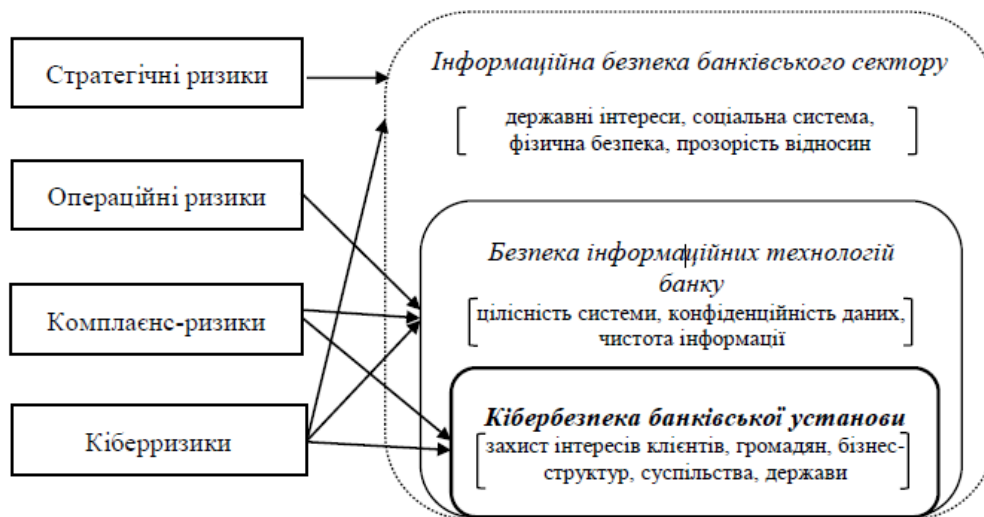 Стратегічні ризики
Операційні ризики
Комплаєнс-ризики
Кіберризики
Інформаційна безпека банківського сектору
державні інтереси, соціальна система,
фізична безпека, прозорість відносин
Безпека інформаційних технологій
банку
цілісність системи, конфіденційність даних,
чистота інформації
Кібербезпека банківської установи
захист інтересів клієнтів, громадян, бізнес-
структур, суспільства, держави